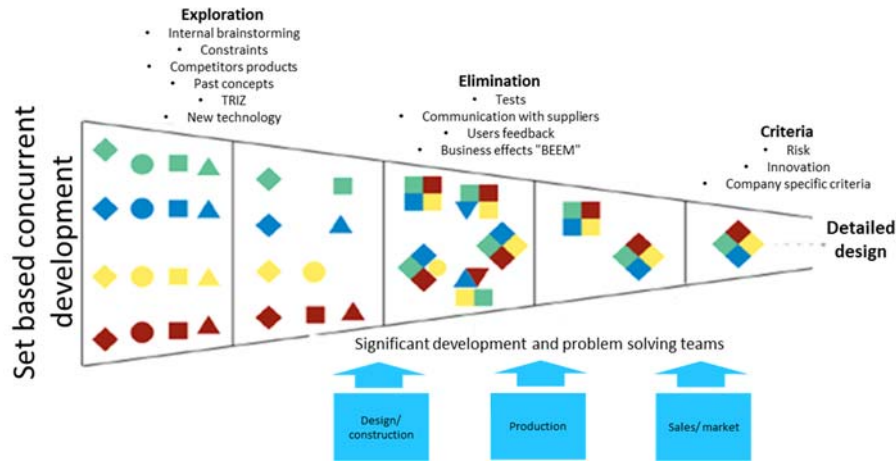 Exploration
• Internal brainstorming
• Constraints
• Competitors products
• Past concepts
• TRIZ
• New technology
Elimination
• Tests
• Communication with suppliers
• Users feedback
• Business effects "BEEM"
Criteria
• Risk
• Innovation
• Company specific criteria
Set based concurrent
development
Detailed
design
Significant development and problem solving teams
Design/
construction
Production
Sales/ market